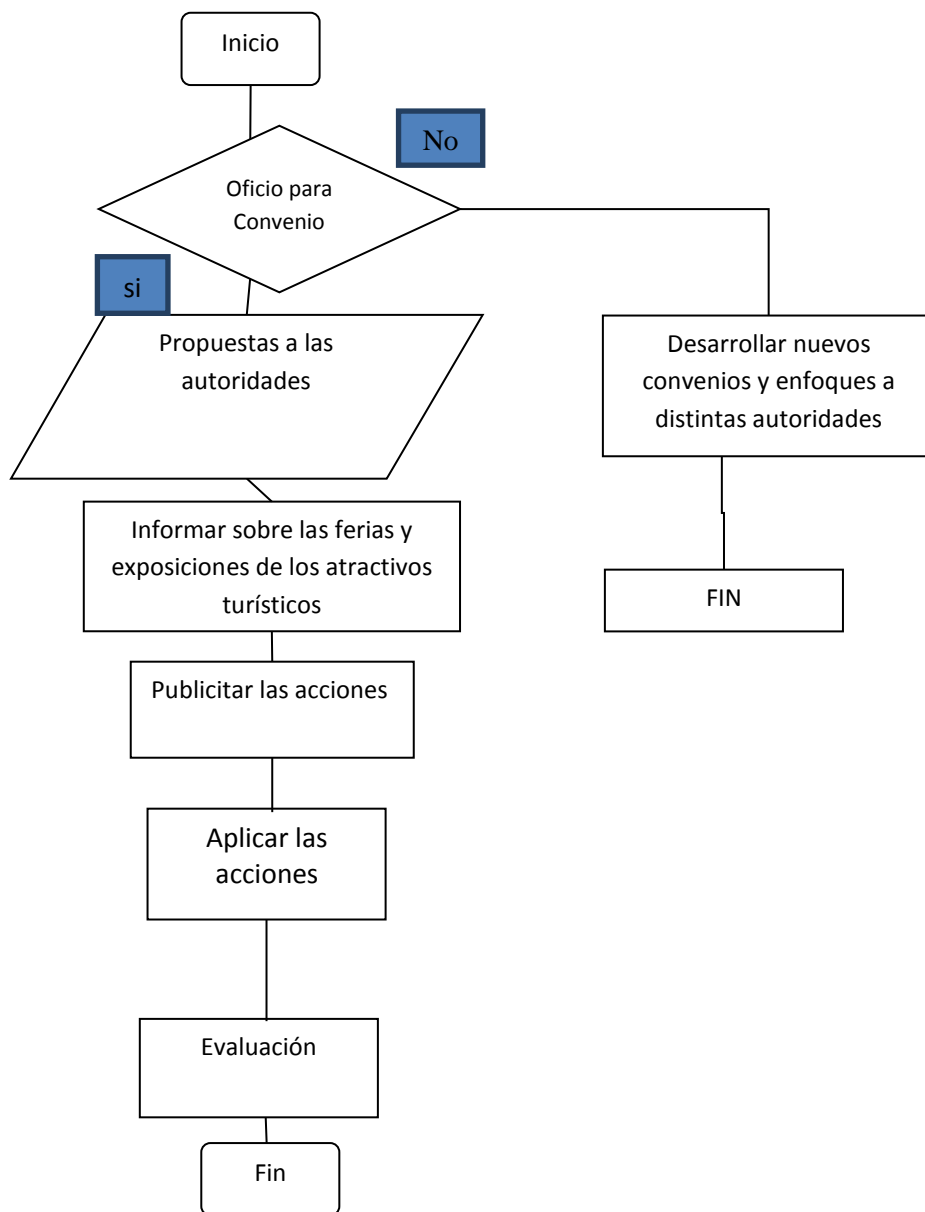 Inicio
No
Oficio para
Convenio
si
Propuestas a las
autoridades
Desarrollar nuevos
convenios y enfoques a
distintas autoridades
Informar sobre las ferias y
exposiciones de los atractivos
turísticos
FIN
Publicitar las acciones
Aplicar las
acciones
Evaluación
Fin